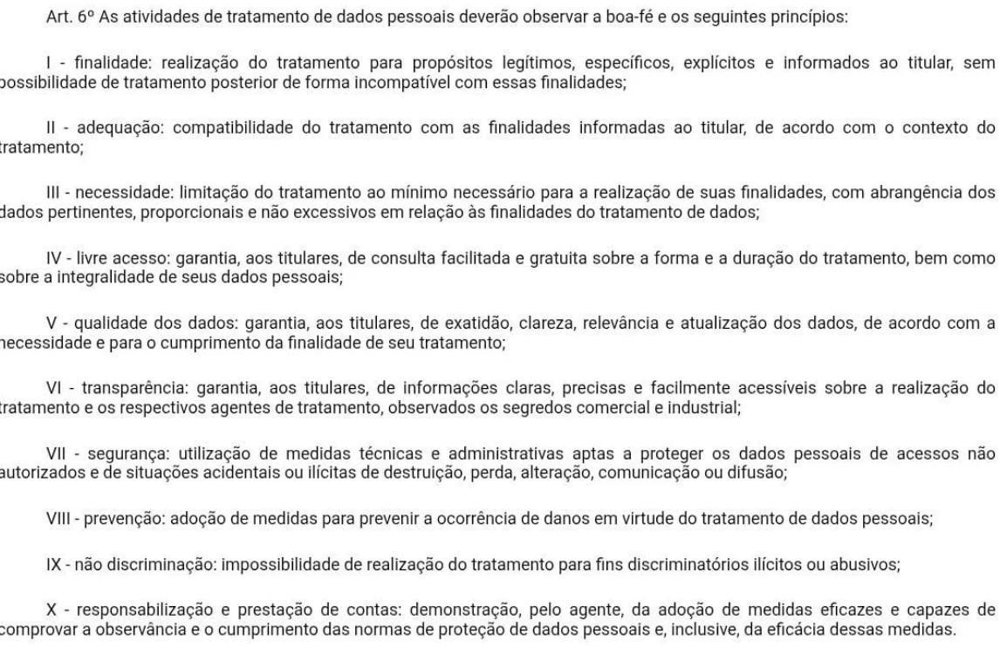 Art. 6º As atividades de tratamento de dados pessoais deverão observar a boa-fé e os seguintes princípios:
I - finalidade: realização do tratamento para propósitos legítimos, específicos, explícitos e informados ao titular, sem
possibilidade de tratamento posterior de forma incompatível com essas finalidades;
II - adequação: compatibilidade do tratamento com as finalidades informadas ao titular, de acordo com o contexto do
tratamento;
III - necessidade: limitação do tratamento ao mínimo necessário para a realização de suas finalidades, com abrangência dos
dados pertinentes, proporcionais e não excessivos em relação às finalidades do tratamento de dados;
IV - livre acesso: garantia, aos titulares, de consulta facilitada e gratuita sobre a forma e a duração do tratamento, bem como
sobre a integralidade de seus dados pessoais;
V - qualidade dos dados: garantia, aos titulares, de exatidão, clareza, relevância e atualização dos dados, de acordo com a
necessidade e para o cumprimento da finalidade de seu tratamento;
VI - transparência: garantia, aos titulares, de informações claras, precisas e facilmente acessíveis sobre a realização do
tratamento e os respectivos agentes de tratamento, observados os segredos comercial e industrial;
VII - segurança: utilização de medidas técnicas e administrativas aptas a proteger os dados pessoais de acessos não
autorizados e de situações acidentais ou ilícitas de destruição, perda, alteração, comunicação ou difusão;
VIII - prevenção: adoção de medidas para prevenir a ocorrência de danos em virtude do tratamento de dados pessoais;
IX - não discriminação: impossibilidade de realização do tratamento para fins discriminatórios ilícitos ou abusivos;
X - responsabilização e prestação de contas: demonstração, pelo agente, da adoção de medidas eficazes e capazes de
comprovar a observância e o cumprimento das normas de proteção de dados pessoais e, inclusive, da eficácia dessas medidas.